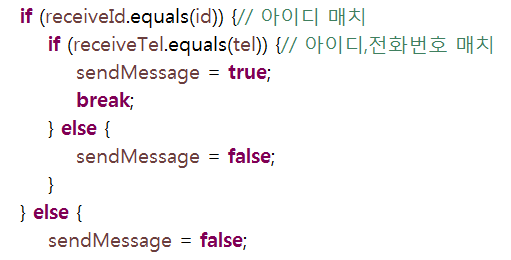 if (receiveId.equals(id)) {// 아이디 매치
if (receiveTel.equals(tel)) {// 아이디,전화번호 매치
sendMessage = true;
break;
} else {
sendMessage = false;
}
} else {
sendMessage = false;